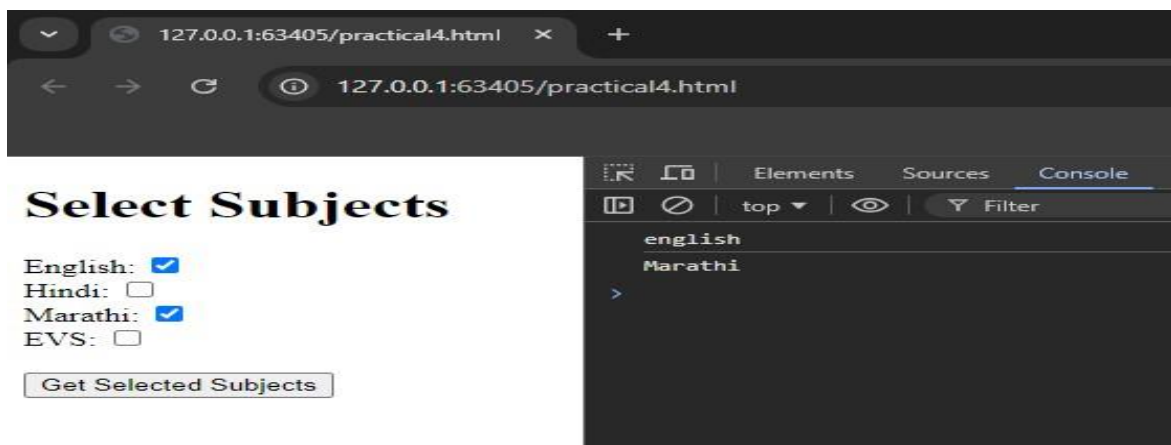 127.0.0.1:63405/practical4.html
127.0.0.1:63405/practical4.html
Select Subjects
English:
Hindi:
Marathi:
EVS:
Get Selected Subjects
Elements Sources Console
top Filter
english
Marathi